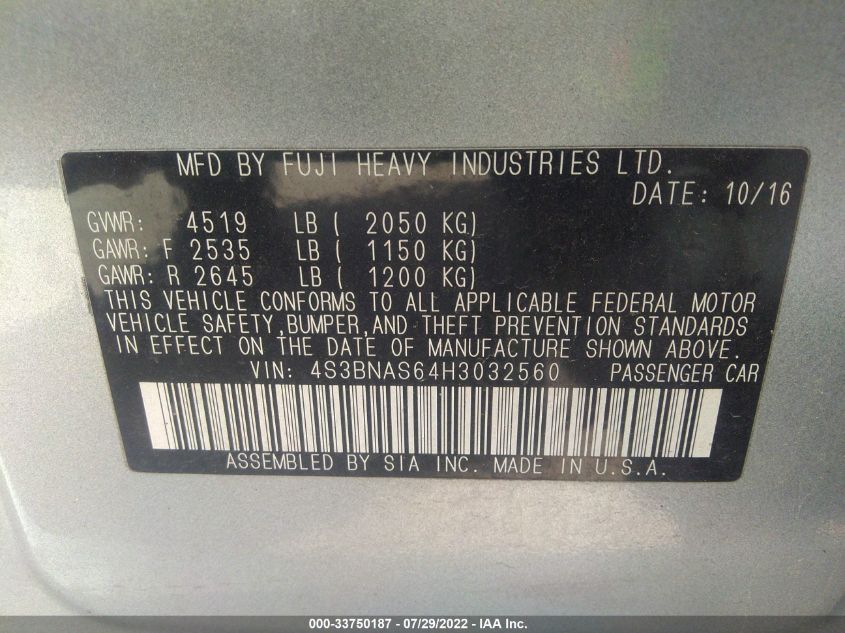 MFD BY FUJI HEAVY INDUSTRIES LTD.
DATE: 10/16
GVWR: 4519 LB ( 2050 KG)
GAWR: F 2535 LB ( 1150 KG)
GAWR: R 2645 LB ( 1200 KG)
THIS VEHICLE CONFORMS TO ALL APPLICABLE FEDERAL MOTOR
VEHICLE SAFETY,BUMPER,AND THEFT PREVENTION STANDARDS
IN EFFECT ON THE DATE OF MANUFACTURE SHOWN ABOVE.
VIN: 4S3BNAS64H3032560 PASSENGER CAR
ASSEMBLED BY SIA INC. MADE IN U.S.A.
000-33750187 - 07/29/2022 - IAA Inc.